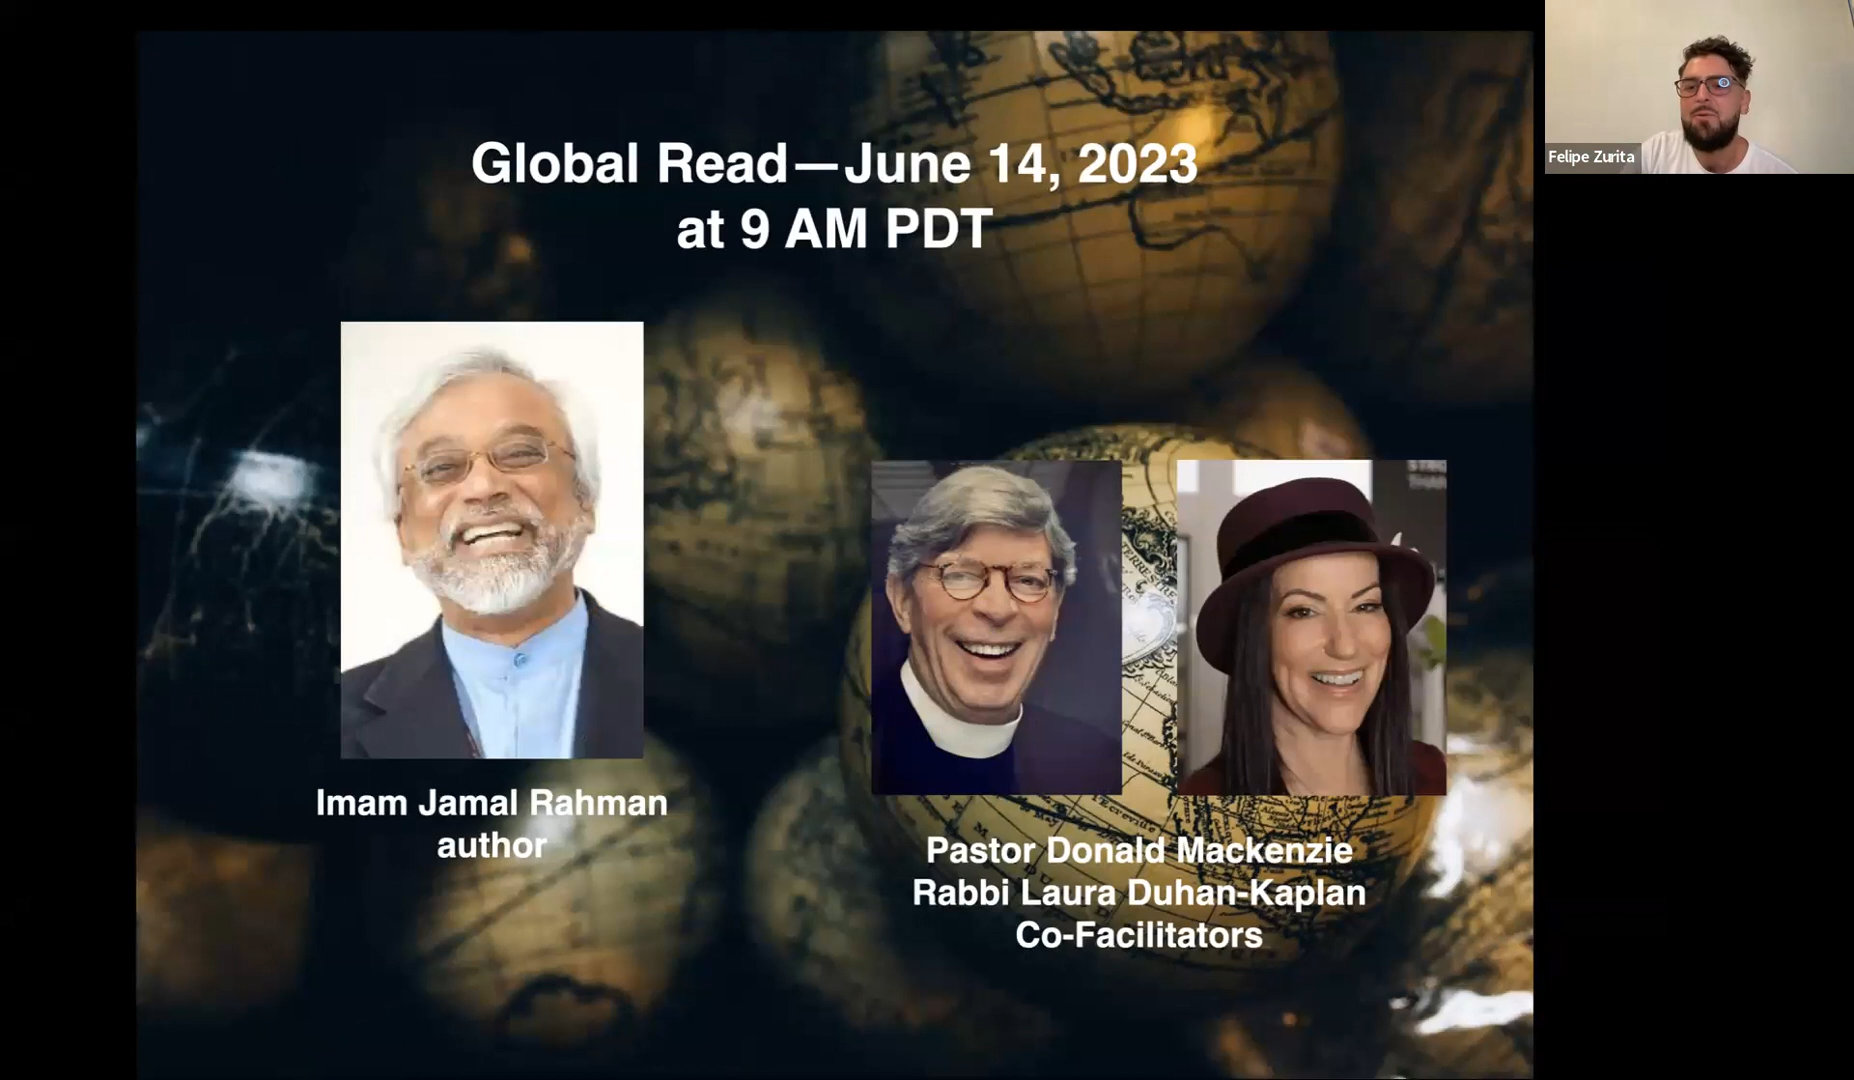 Global Read—June 14, 2023
at 9 AM PDT
Felipe Zurita
Imam Jamal Rahman
author
Pastor Donald Mackenzie
Rabbi Laura Duhan-Kaplan
Co-Facilitators